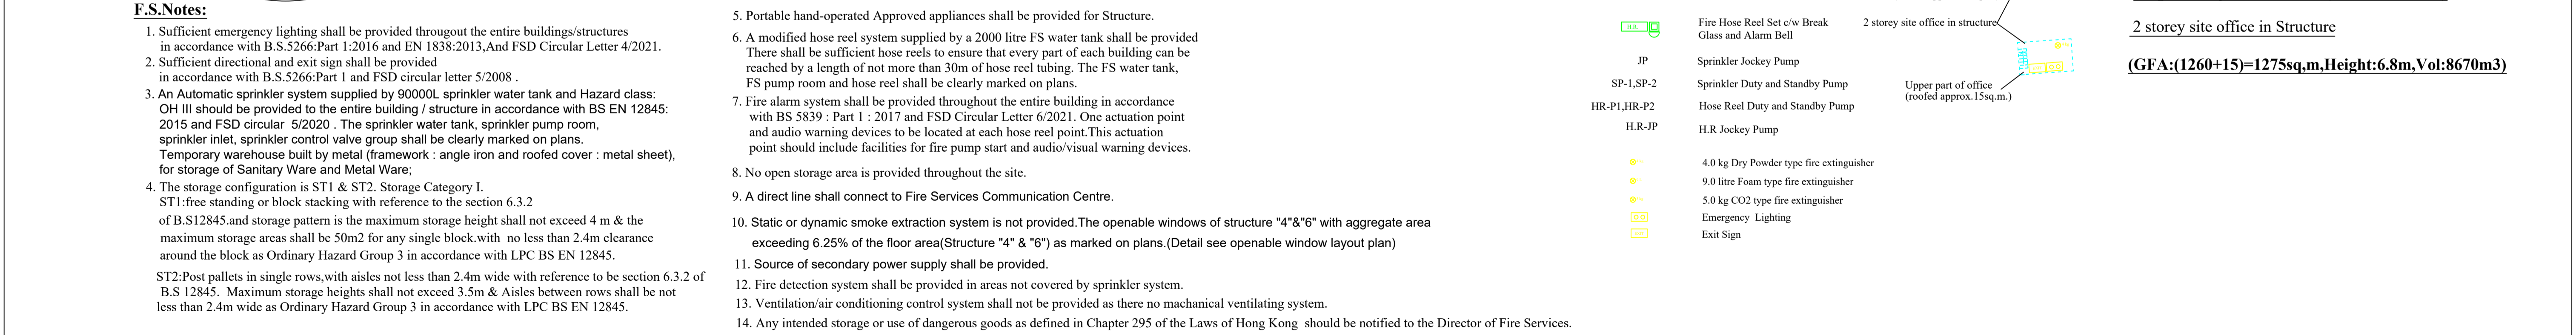 F.S.Notes:
1. Sufficient emergency lighting shall be provided througout the entire buildings/structures
in accordance with B.S.5266:Part 1:2016 and EN 1838:2013,And FSD Circular Letter 4/2021.
2. Sufficient directional and exit sign shall be provided
in accordance with B.S.5266:Part 1 and FSD circular letter 5/2008 .
3. An Automatic sprinkler system supplied by 90000L sprinkler water tank and Hazard class:
OH III should be provided to the entire building / structure in accordance with BS EN 12845:
2015 and FSD circular 5/2020 . The sprinkler water tank, sprinkler pump room,
sprinkler inlet, sprinkler control valve group shall be clearly marked on plans.
Temporary warehouse built by metal (framework : angle iron and roofed cover : metal sheet),
for storage of Sanitary Ware and Metal Ware;
4. The storage configuration is ST1 & ST2. Storage Category I.
ST1:free standing or block stacking with reference to the section 6.3.2
of B.S12845.and storage pattern is the maximum storage height shall not exceed 4 m & the
maximum storage areas shall be 50m2 for any single block.with no less than 2.4m clearance
around the block as Ordinary Hazard Group 3 in accordance with LPC BS EN 12845.
ST2:Post pallets in single rows,with aisles not less than 2.4m wide with reference to be section 6.3.2 of
B.S 12845. Maximum storage heights shall not exceed 3.5m & Aisles between rows shall be not
less than 2.4m wide as Ordinary Hazard Group 3 in accordance with LPC BS EN 12845.
5. Portable hand-operated Approved appliances shall be provided for Structure.
6. A modified hose reel system supplied by a 2000 litre FS water tank shall be provided
There shall be sufficient hose reels to ensure that every part of each building can be
reached by a length of not more than 30m of hose reel tubing. The FS water tank,
FS pump room and hose reel shall be clearly marked on plans.
7. Fire alarm system shall be provided throughout the entire building in accordance
with BS 5839 : Part 1 : 2017 and FSD Circular Letter 6/2021. One actuation point
and audio warning devices to be located at each hose reel point.This actuation
point should include facilities for fire pump start and audio/visual warning devices.
8. No open storage area is provided throughout the site.
9. A direct line shall connect to Fire Services Communication Centre.
10. Static or dynamic smoke extraction system is not provided.The openable windows of structure "4"&"6" with aggregate area
exceeding 6.25% of the floor area(Structure "4" & "6") as marked on plans.(Detail see openable window layout plan)
11. Source of secondary power supply shall be provided.
12. Fire detection system shall be provided in areas not covered by sprinkler system.
13. Ventilation/air conditioning control system shall not be provided as there no machanical ventilating system.
14. Any intended storage or use of dangerous goods as defined in Chapter 295 of the Laws of Hong Kong should be notified to the Director of Fire Services.
Fire Hose Reel Set c/w Break
Glass and Alarm Bell
JP Sprinkler Jockey Pump
SP-1,SP-2 Sprinkler Duty and Standby Pump
HR-P1,HR-P2 Hose Reel Duty and Standby Pump
H.R-JP H.R Jockey Pump
4.0 kg Dry Powder type fire extinguisher
9.0 litre Foam type fire extinguisher
5.0 kg CO2 type fire extinguisher
Emergency Lighting
Exit Sign
2 storey site office in structure
Upper part of office
(roofed approx.15sq.m.)
2 storey site office in Structure
(GFA:(1260+15)=1275sq,m,Height:6.8m,Vol:8670m3)